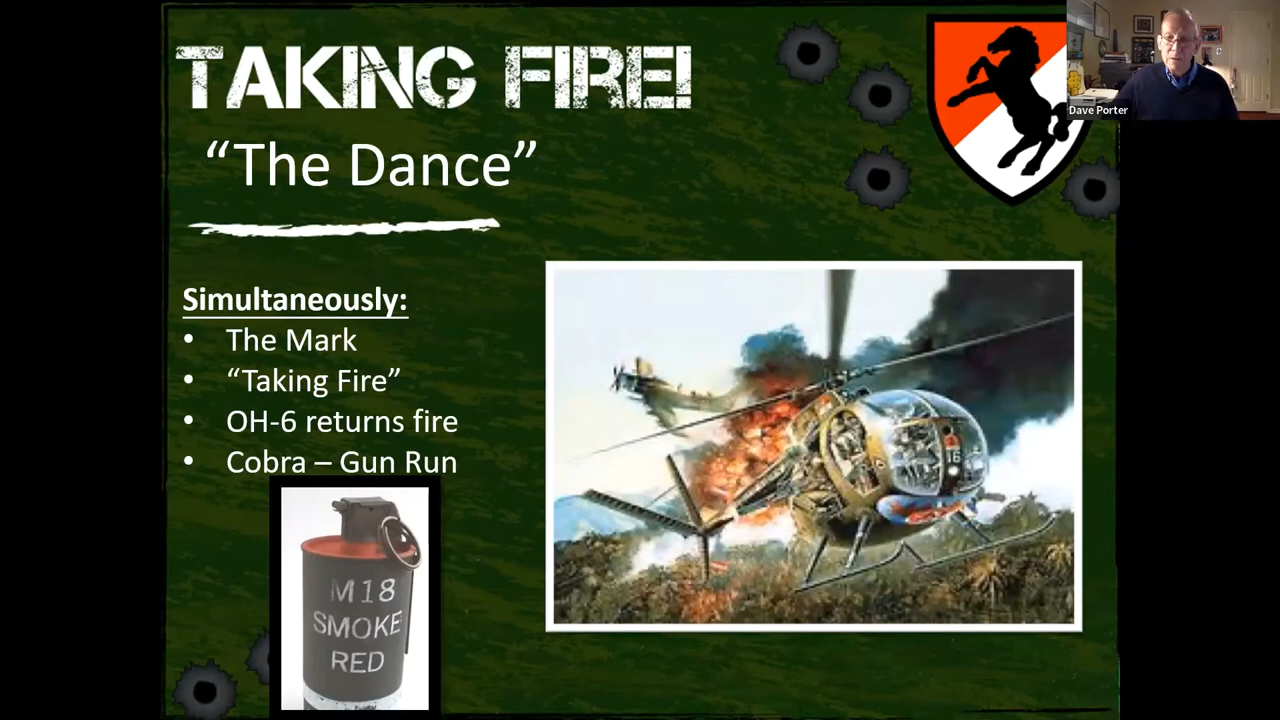 TAKING FIRE!
“The Dance”
Dave Porter
Simultaneously:
• The Mark
• “Taking Fire”
• OH-6 returns fire
• Cobra – Gun Run
16
M18
SMOKE
RED